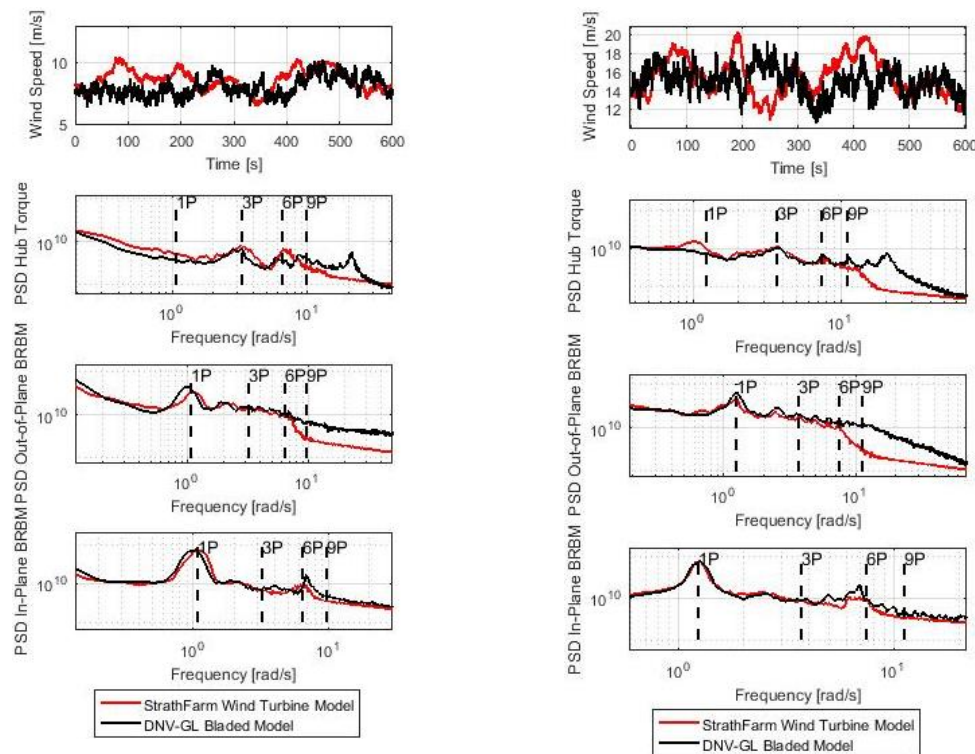 Wind Speed [m/s]
10
5
0 100 200 300 400 500 600
Time [s]
PSD Hub Torque
10^10
1P 3P 6P 9P
10^0 10^1
Frequency [rad/s]
PSD Out-of-Plane BRBM
10^10
1P 3P 6P 9P
10^0 10^1
Frequency [rad/s]
PSD In-Plane BRBM
10^10
1P 3P 6P 9P
10^0 10^1
Frequency [rad/s]
StrathFarm Wind Turbine Model
DNV-GL Bladed Model
Wind Speed [m/s]
20
18
16
14
12
0 100 200 300 400 500 600
Time [s]
PSD Hub Torque
10^10
1P 3P 6P 9P
10^0 10^1
Frequency [rad/s]
PSD Out-of-Plane BRBM
10^10
1P 3P 6P 9P
10^0 10^1
Frequency [rad/s]
PSD In-Plane BRBM
10^10
1P 3P 6P 9P
10^0 10^1
Frequency [rad/s]
StrathFarm Wind Turbine Model
DNV-GL Bladed Model